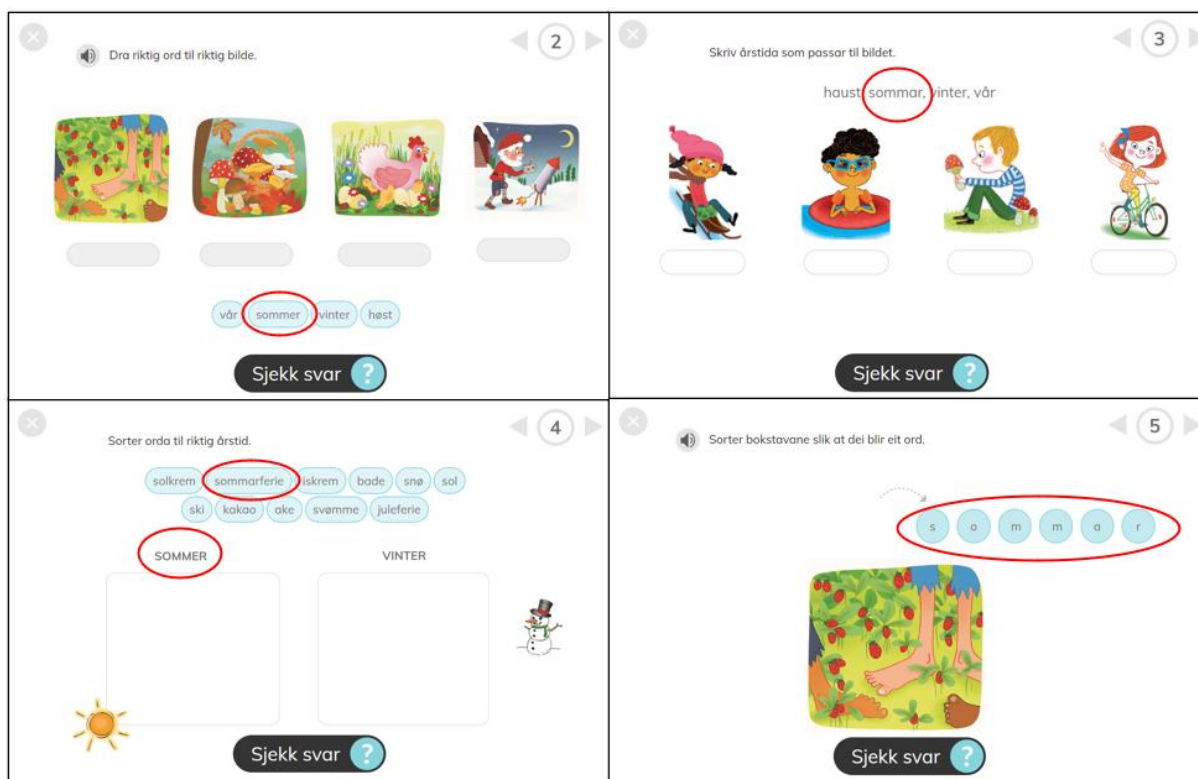 2
Dra riktig ord til riktig bilde.
vår sommer vinter høst
Sjekk svar ?
3
Skriv årstida som passar til bildet.
haust, sommar, vinter, vår
Sjekk svar ?
4
Sorter orda til riktig årstid.
solkrem sommarferie iskrem bade snø sol
ski kakao ake svømme juleferie
SOMMER VINTER
Sjekk svar ?
5
Sorter bokstavane slik at dei blir eit ord.
s o m m a r
Sjekk svar ?